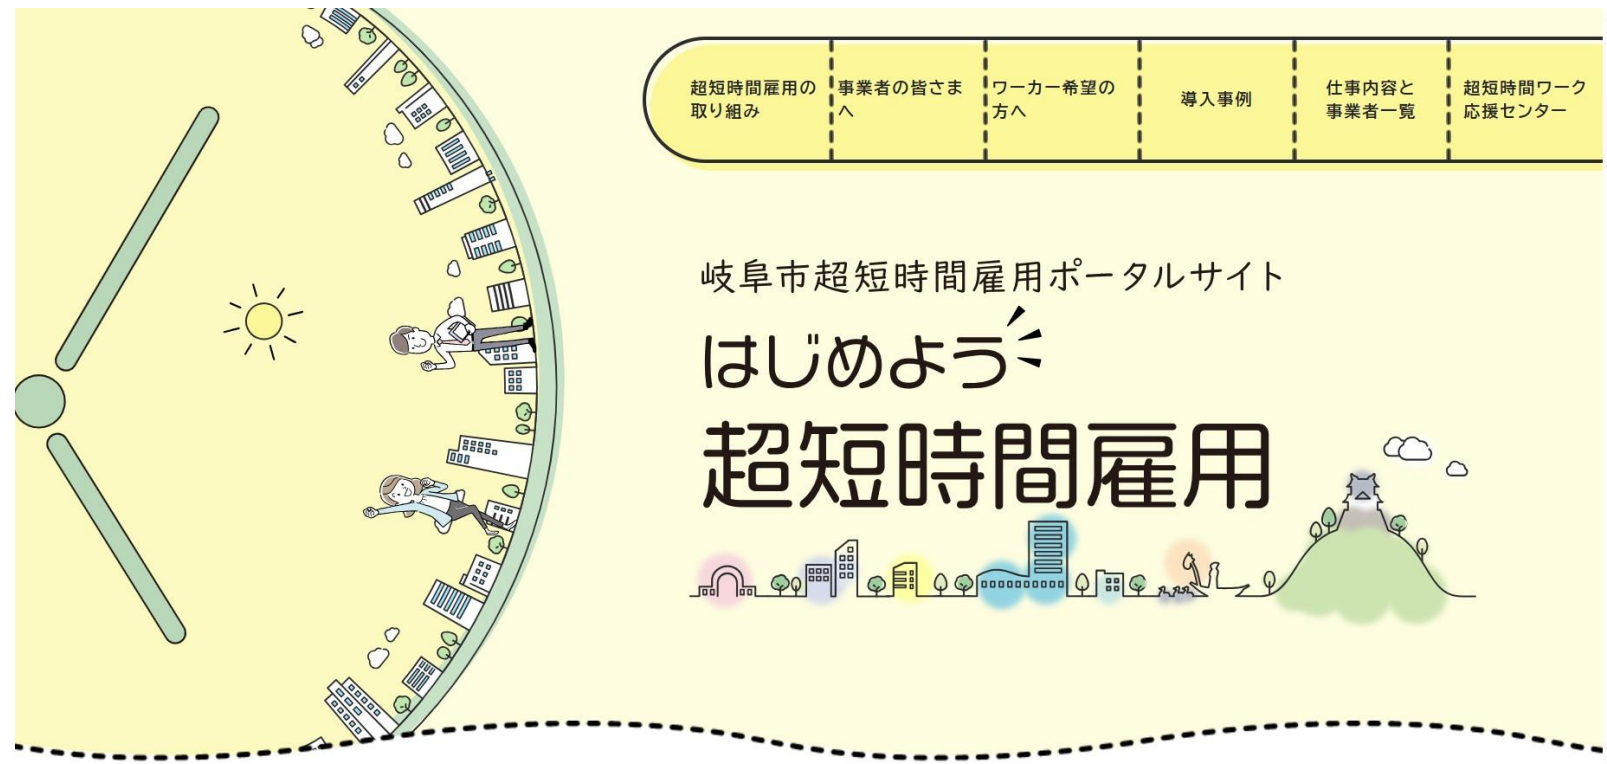 超短時間雇用の
取り組み
事業者の皆さま
へ
ワーカー希望の
方へ
導入事例
仕事内容と
事業者一覧
超短時間ワーク
応援センター
岐阜市超短時間雇用ポータルサイト
はじめよう
超短時間雇用